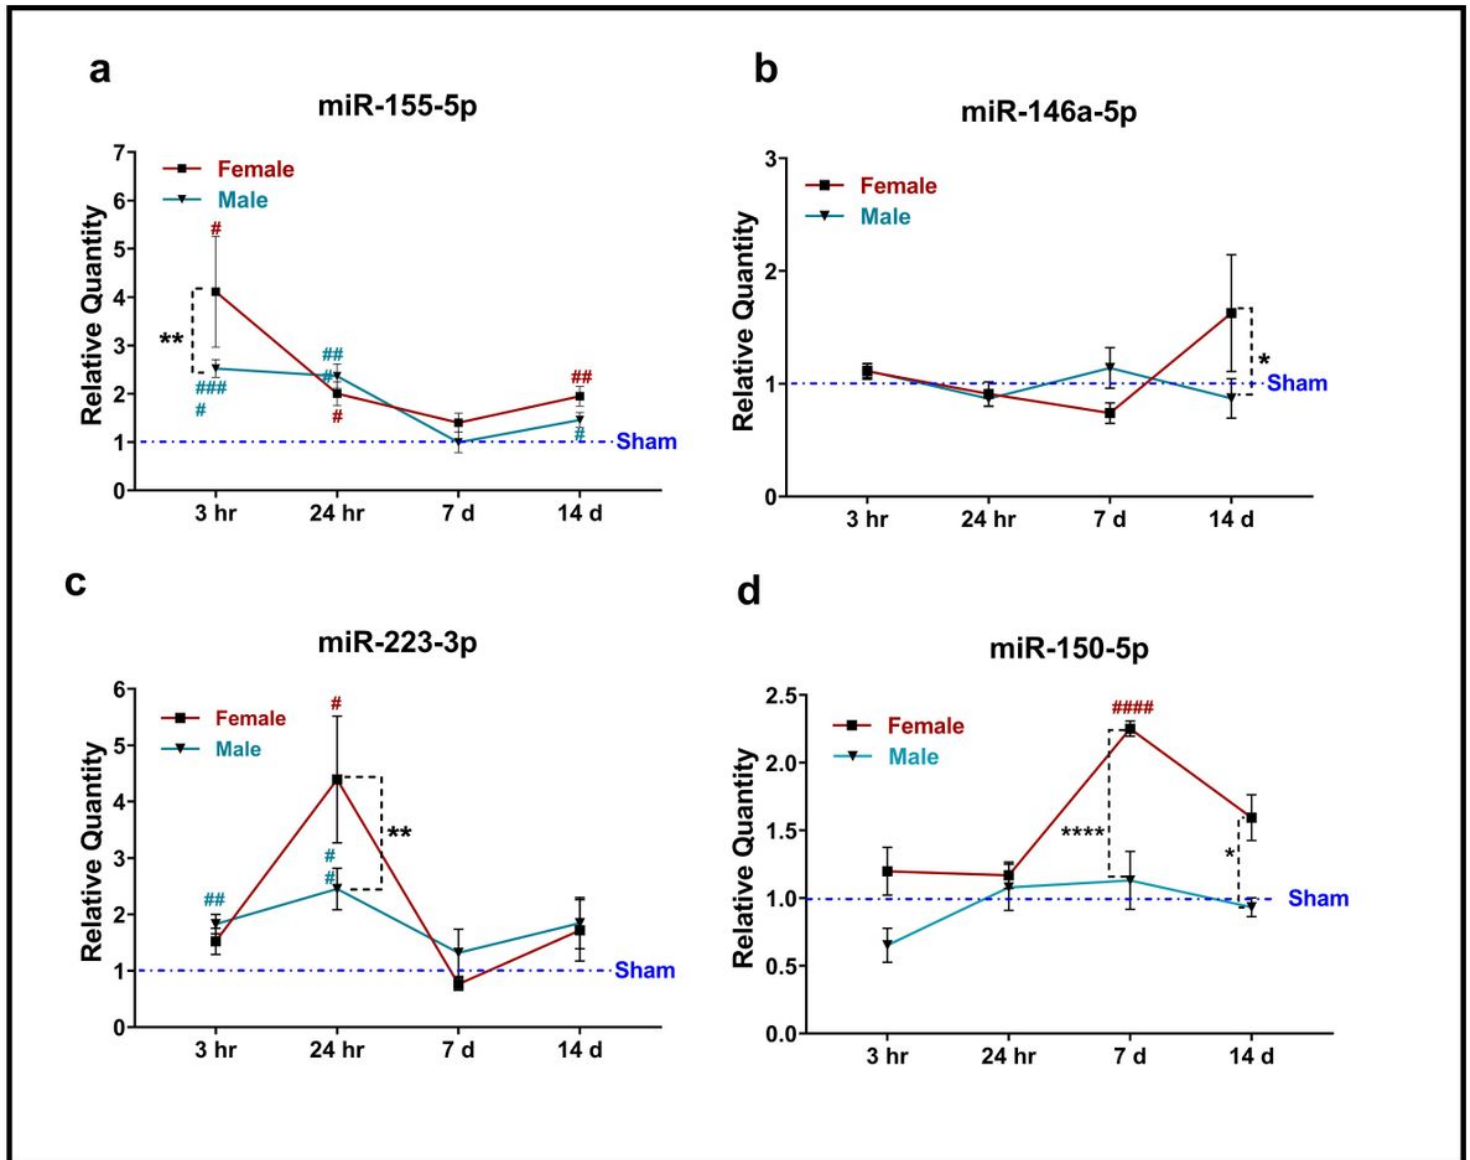 a
miR-155-5p
Relative Quantity
7
6
5
4
3
2
1
0
Female
Male
#
**
###
#
##
#
#
##
#
Sham
3 hr
24 hr
7 d
14 d
b
miR-146a-5p
Relative Quantity
3
2
1
0
Female
Male
*
Sham
3 hr
24 hr
7 d
14 d
c
miR-223-3p
Relative Quantity
6
5
4
3
2
1
0
Female
Male
#
**
#
#
##
Sham
3 hr
24 hr
7 d
14 d
d
miR-150-5p
Relative Quantity
2.5
2.0
1.5
1.0
0.5
0.0
Female
Male
####
****
*
Sham
3 hr
24 hr
7 d
14 d